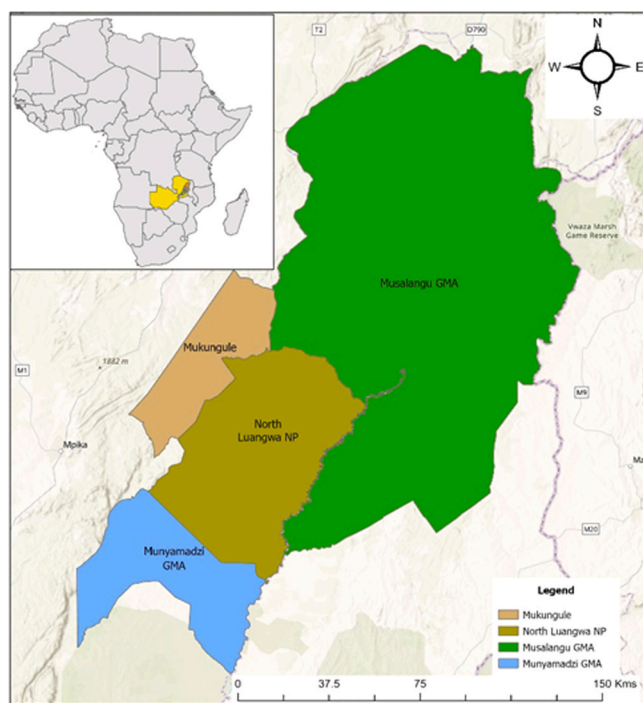 T2
D790
N
W
E
S
Vwaza Marsh
Game Reserve
Musalangu GMA
Mukungule
1882 m
M1
North
Luangwa NP
M9
Mpika
Ma
M20
Munyamadzi
GMA
Legend
Mukungule
North Luangwa NP
Musalangu GMA
Munyamadzi GMA
0 37.5 75 150 Kms